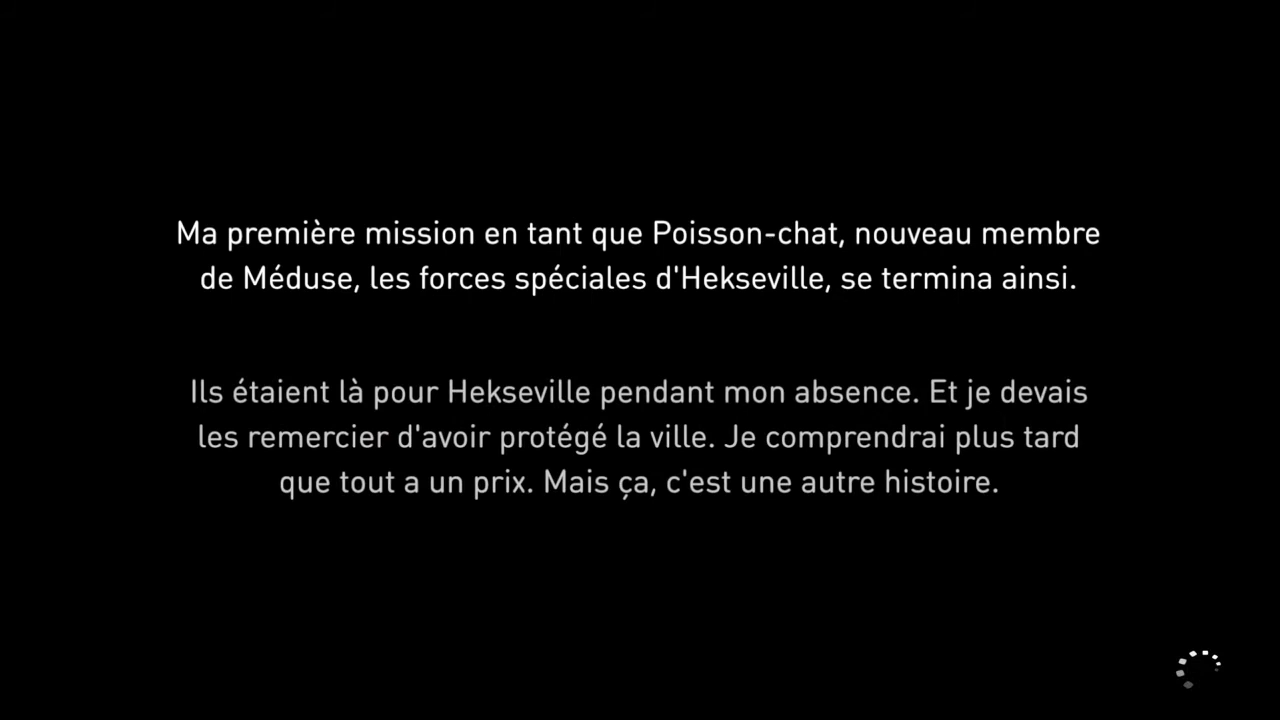 Ma première mission en tant que Poisson-chat, nouveau membre
de Méduse, les forces spéciales d'Hekseville, se termina ainsi.
Ils étaient là pour Hekseville pendant mon absence. Et je devais
les remercier d'avoir protégé la ville. Je comprendrai plus tard
que tout a un prix. Mais ça, c'est une autre histoire.